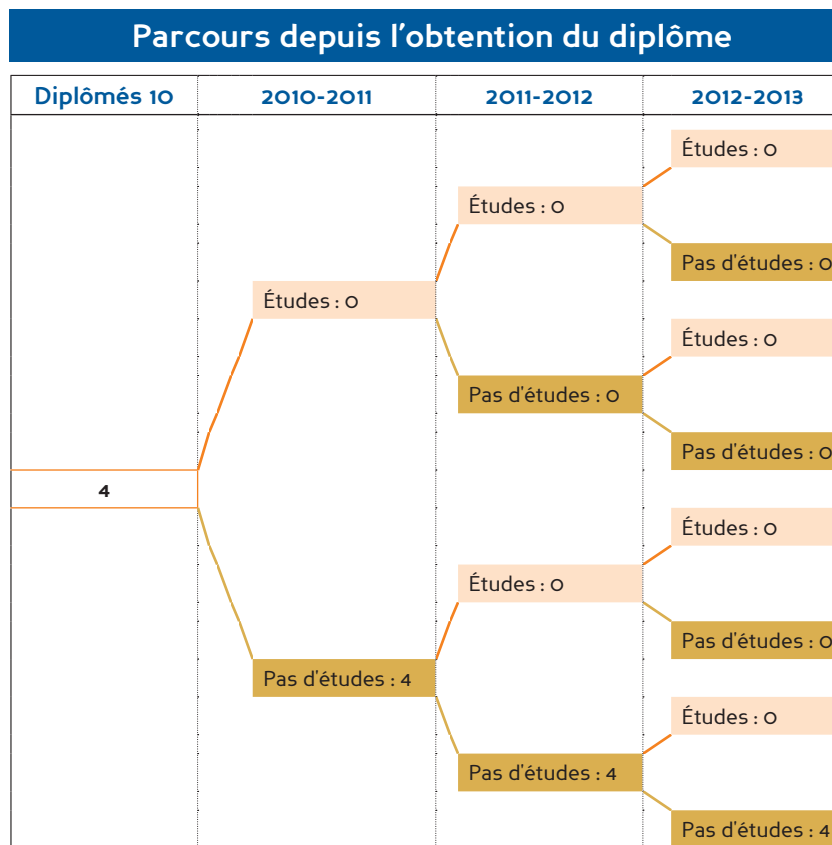 Parcours depuis l'obtention du diplôme
Diplômés 10 2010-2011 2011-2012 2012-2013
Études : 0
Études : 0
Pas d'études : 0
Études : 0
Études : 0
Pas d'études : 0
Pas d'études : 0
4
Études : 0
Études : 0
Pas d'études : 0
Pas d'études : 4
Études : 0
Pas d'études : 4
Pas d'études : 4